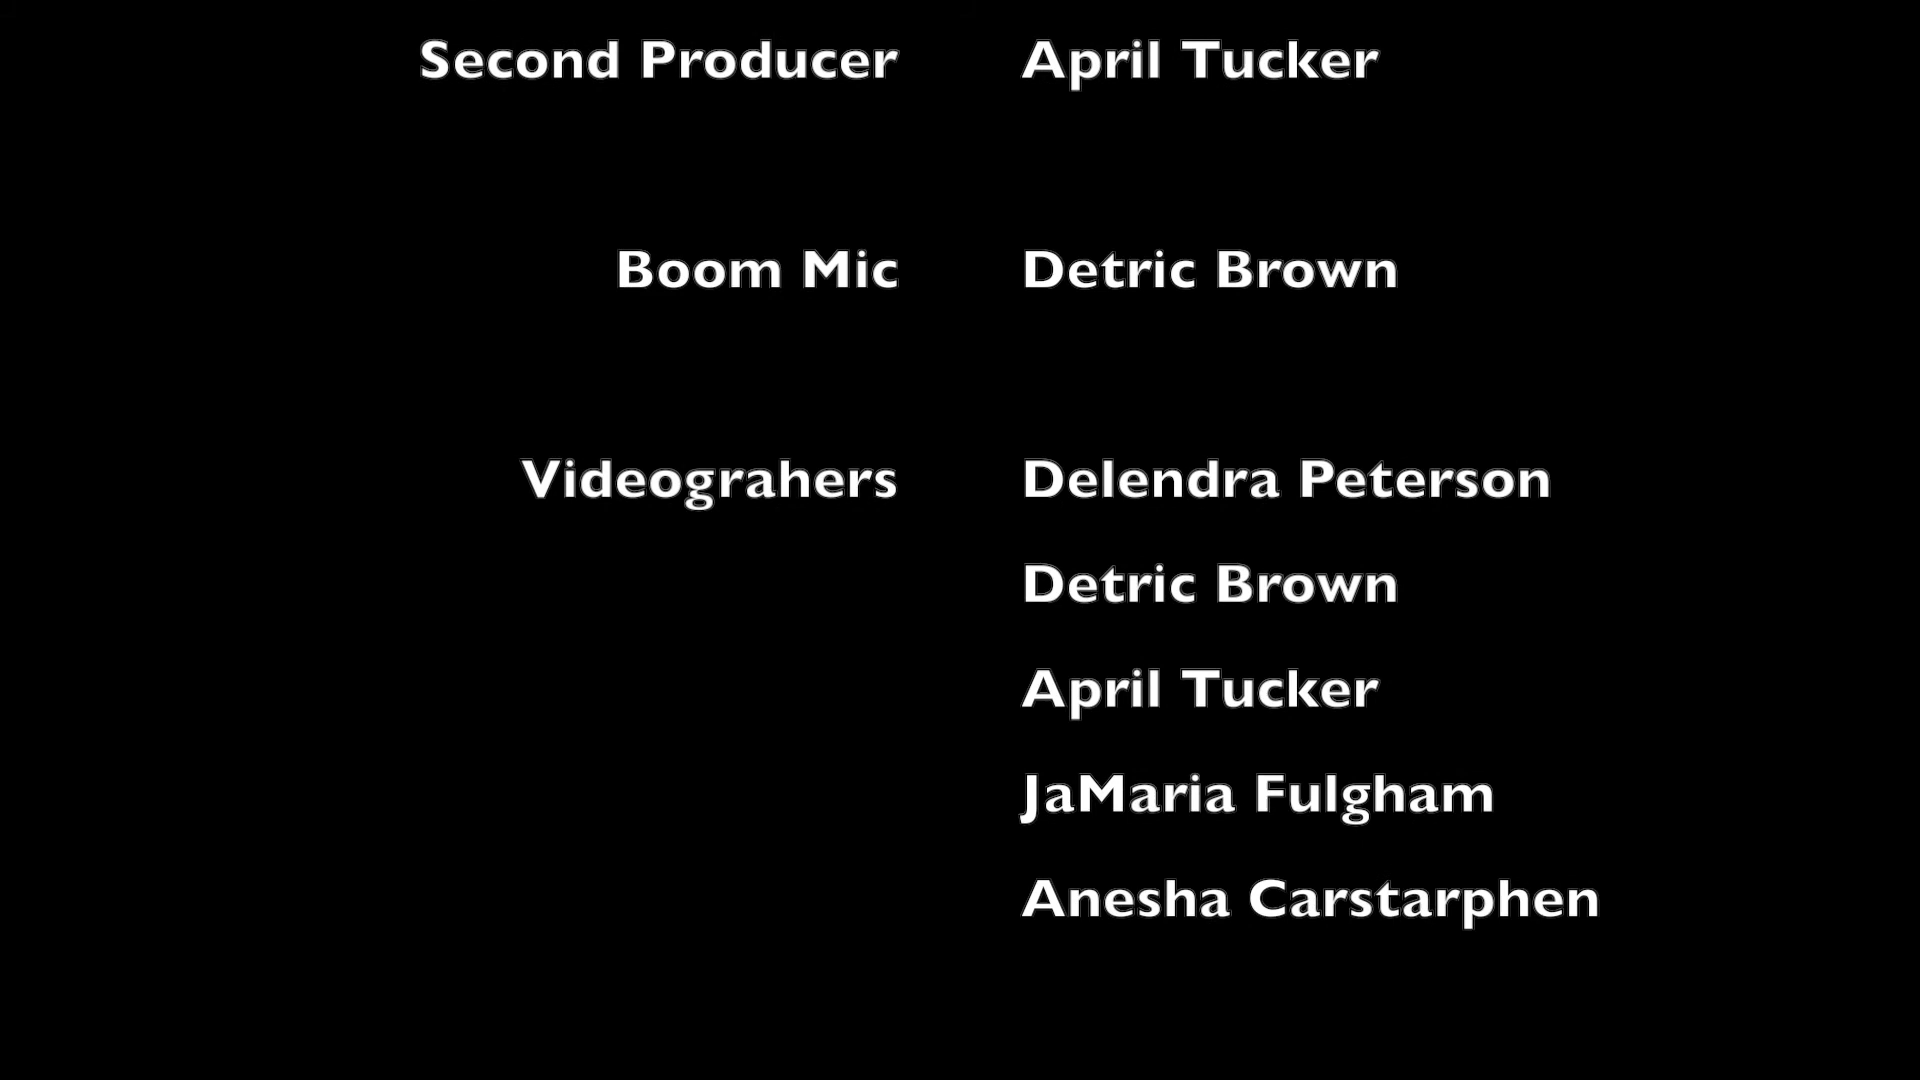 Second Producer April Tucker
Boom Mic Detric Brown
Videograhers Delendra Peterson
Detric Brown
April Tucker
JaMaria Fulgham
Anesha Carstarphen